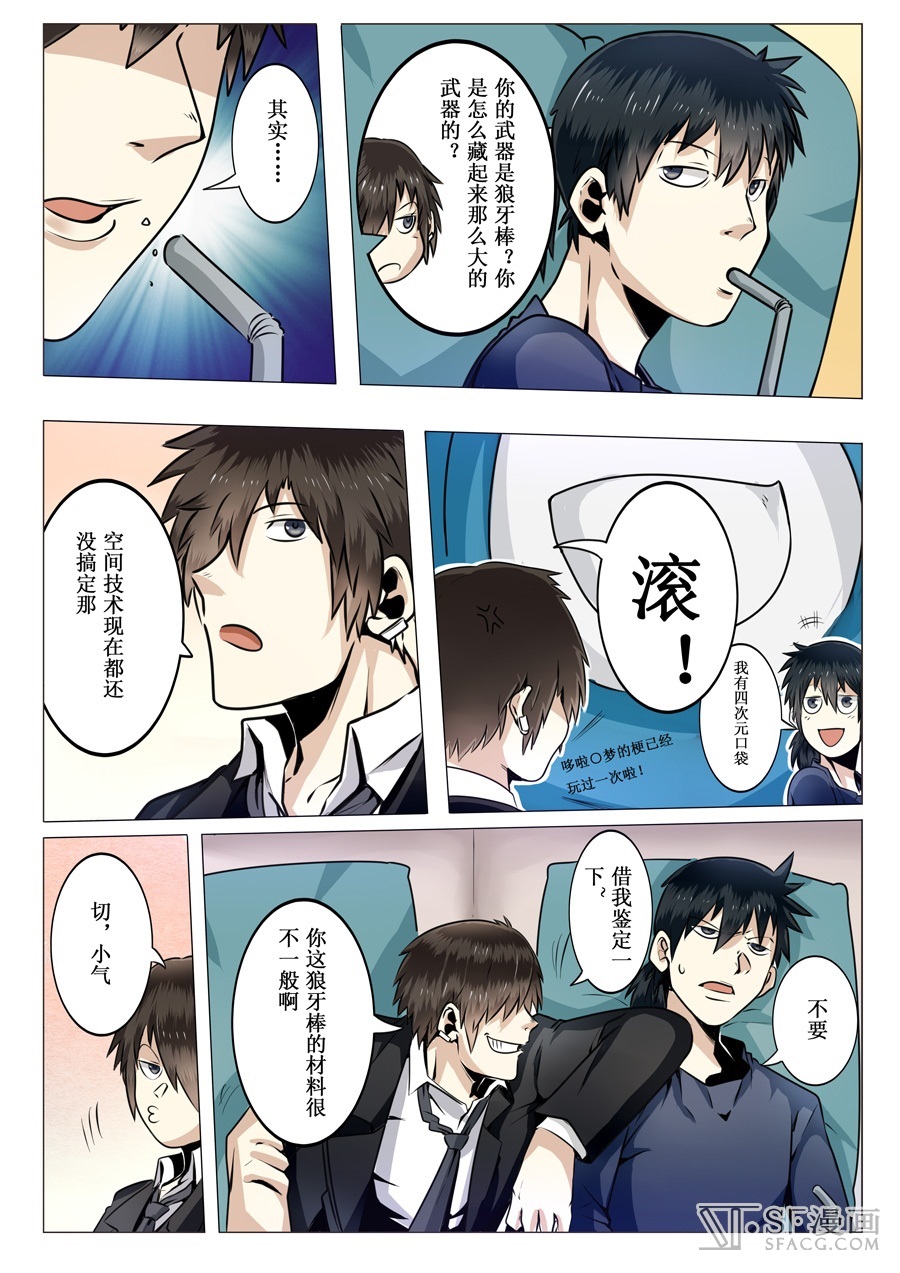 你的武器是狼牙棒？你
是怎么藏起来那么大的
武器的？
其实……
我有四次元口袋
滚！
哆啦〇梦的梗已经
玩过一次啦！
空间技术现在都还
没搞定那
你这狼牙棒的材料很
不一般啊
借我鉴定一
下~
不要
切，小气
SF漫画
SFACG.COM